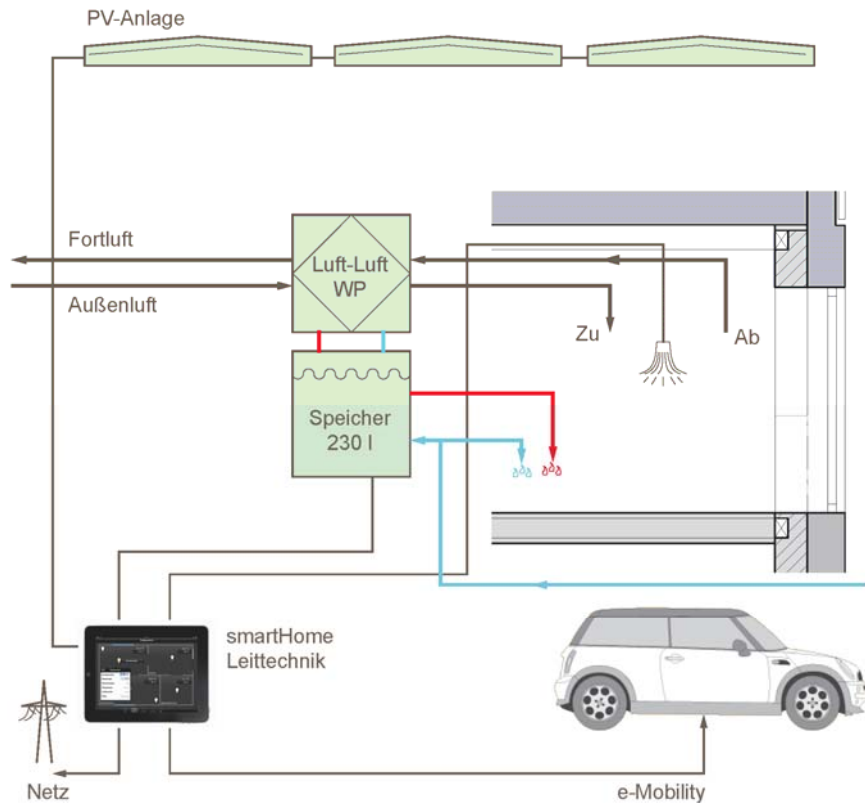 PV-Anlage
Fortluft
Außenluft
Luft-Luft
WP
Zu
Ab
Speicher
230 l
smartHome
Leittechnik
Netz
e-Mobility